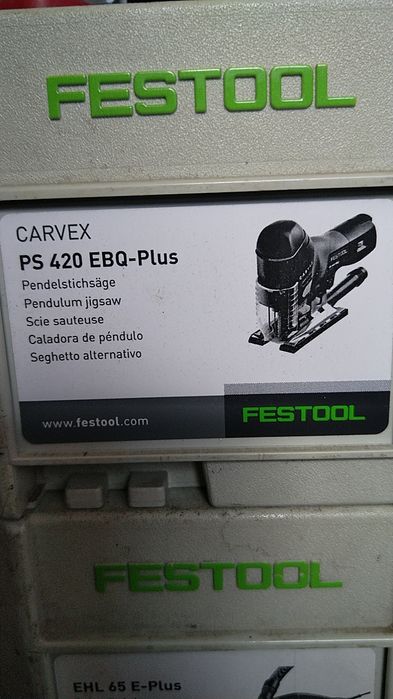 FESTOOL
CARVEX
PS 420 EBQ-Plus
Pendelstichsäge
Pendulum jigsaw
Scie sauteuse
Caladora de péndulo
Seghetto alternativo
FESTOOL
www.festool.com
FESTOOL
FESTOOL
EHL 65 E-Plus